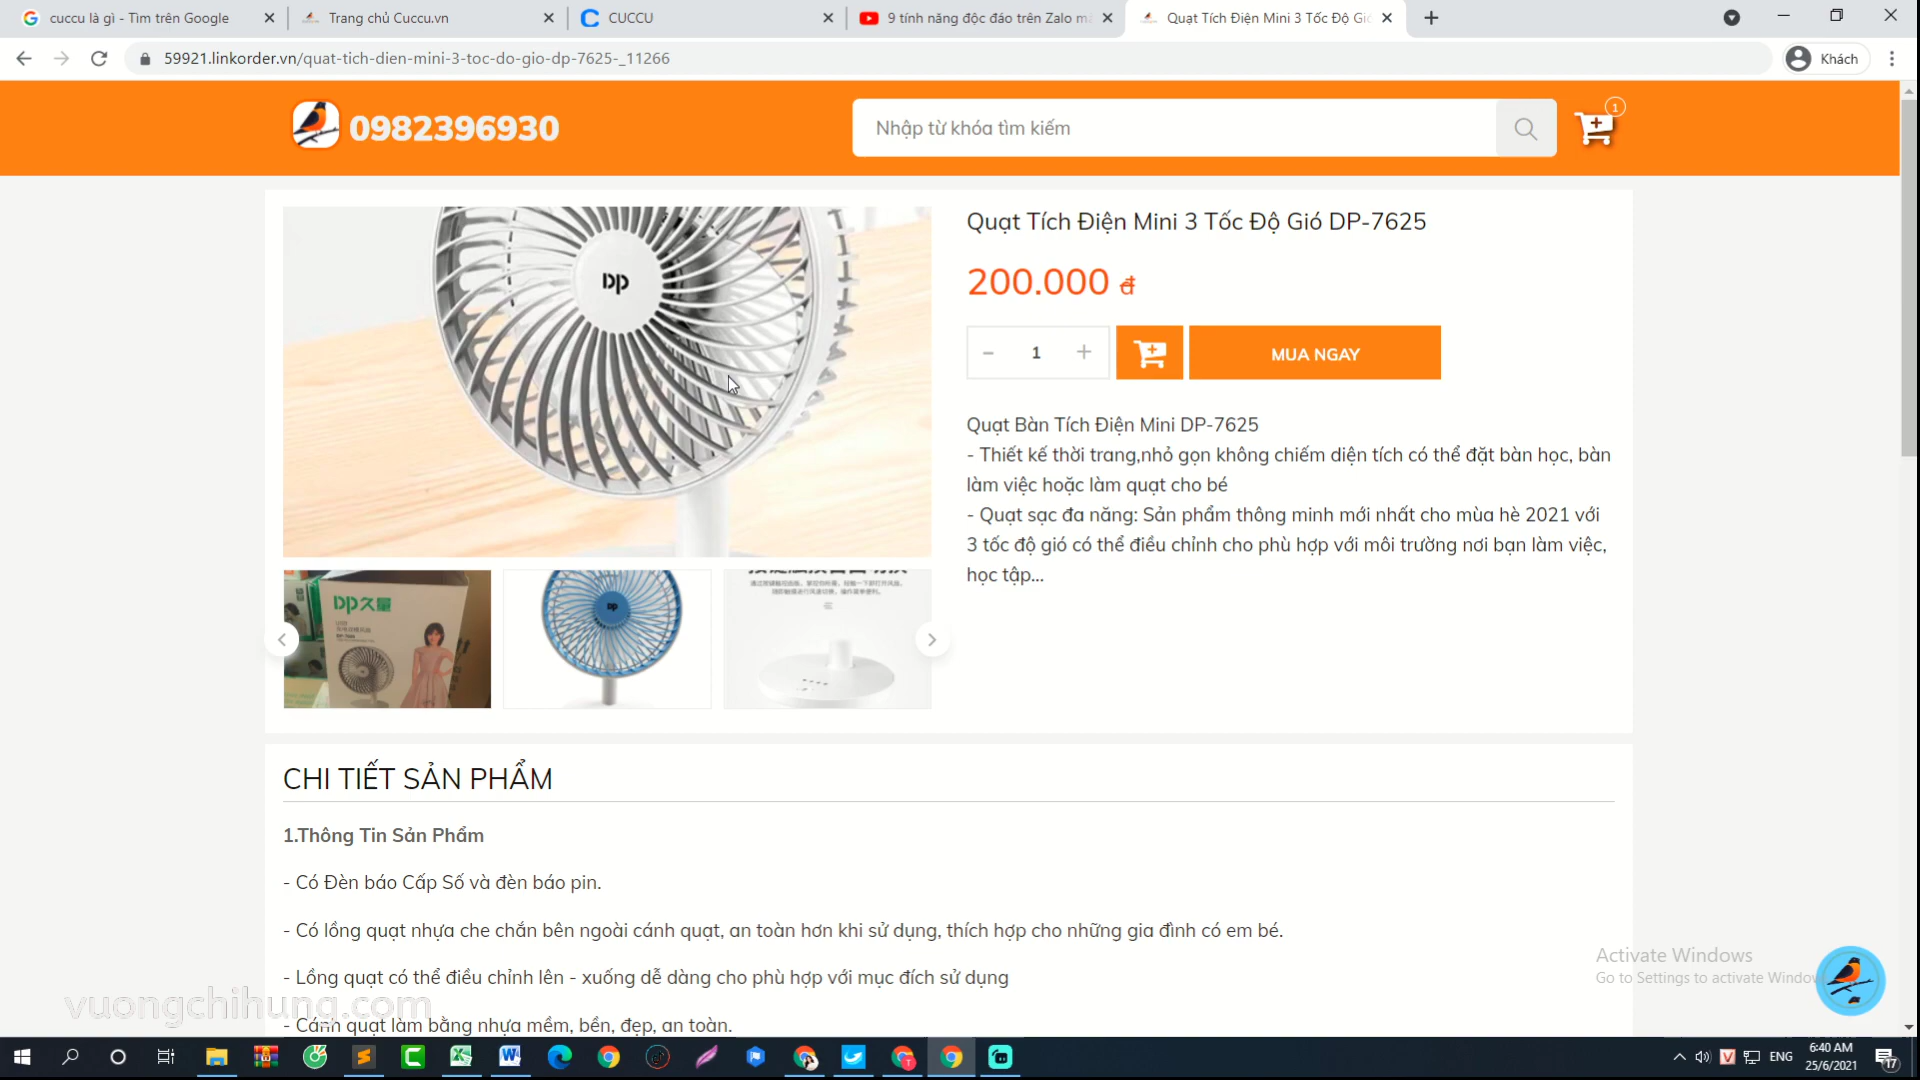 cuccu là gì - Tìm trên Google
Trang chủ Cuccu.vn
CUCCU
9 tính năng độc đáo trên Zalo m
Quạt Tích Điện Mini 3 Tốc Độ Gió
59921.linkorder.vn/quat-tich-dien-mini-3-toc-do-gio-dp-7625-_11266
Khách
0982396930
Nhập từ khóa tìm kiếm
1
DP
Quạt Tích Điện Mini 3 Tốc Độ Gió DP-7625
200.000 đ
- 1 +
MUA NGAY
Quạt Bàn Tích Điện Mini DP-7625
- Thiết kế thời trang,nhỏ gọn không chiếm diện tích có thể đặt bàn học, bàn
làm việc hoặc làm quạt cho bé
- Quạt sạc đa năng: Sản phẩm thông minh mới nhất cho mùa hè 2021 với
3 tốc độ gió có thể điều chỉnh cho phù hợp với môi trường nơi bạn làm việc,
học tập...
DP久量
DP
CHI TIẾT SẢN PHẨM
1.Thông Tin Sản Phẩm
- Có Đèn báo Cấp Số và đèn báo pin.
- Có lồng quạt nhựa che chắn bên ngoài cánh quạt, an toàn hơn khi sử dụng, thích hợp cho những gia đình có em bé.
- Lồng quạt có thể điều chỉnh lên - xuống dễ dàng cho phù hợp với mục đích sử dụng
- Cánh quạt làm bằng nhựa mềm, bền, đẹp, an toàn.
vuongchihung.com
Activate Windows
Go to Settings to activate Window
ENG
6:40 AM
25/6/2021
17